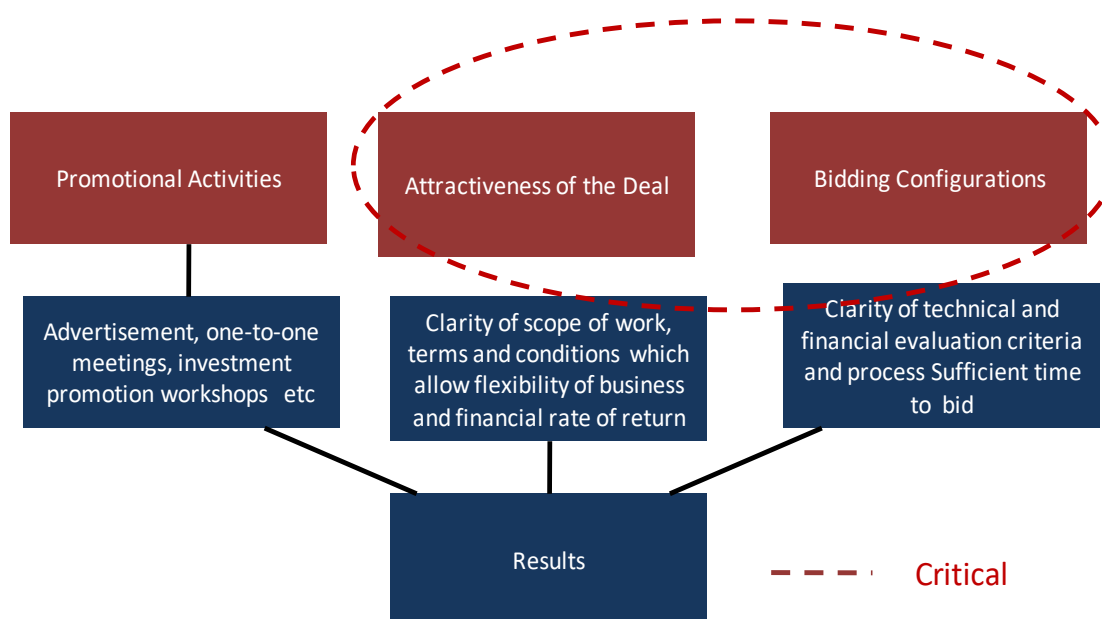 Promotional Activities
Attractiveness of the Deal
Bidding Configurations
Advertisement, one-to-one
meetings, investment
promotion workshops etc
Clarity of scope of work,
terms and conditions which
allow flexibility of business
and financial rate of return
Clarity of technical and
financial evaluation criteria
and process Sufficient time
to bid
Results
Critical